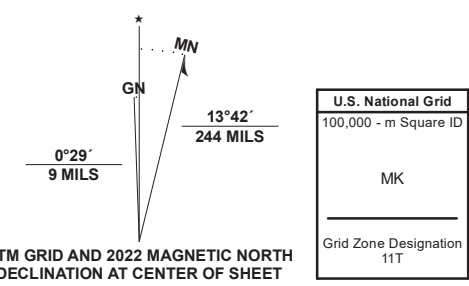 ★
MN
GN
13°42´
244 MILS
0°29´
9 MILS
TM GRID AND 2022 MAGNETIC NORTH
DECLINATION AT CENTER OF SHEET
U.S. National Grid
100,000 - m Square ID
MK
Grid Zone Designation
11T